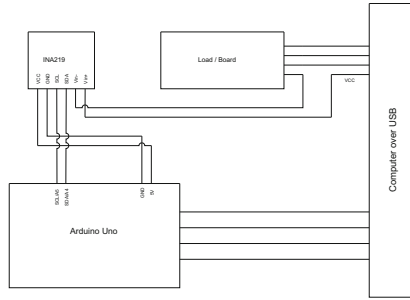 INA219
VCC
GND
SCL
SDA
Vin-
Vin+
Load / Board
VCC
Computer over USB
SCL/A5
SDA/A4
GND
5V
Arduino Uno